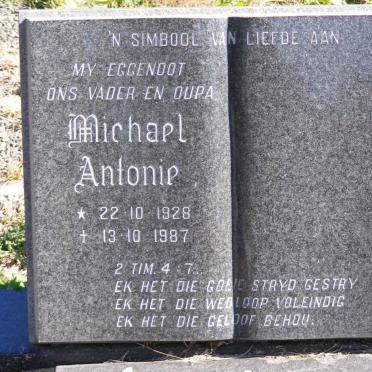 'N SIMBOOL VAN LIEFDE AAN
MY EGGENOOT
ONS VADER EN OUPA
Michael
Antonie
* 22·10·1928
+ 13·10·1987
2 TIM. 4 - 7..
EK HET DIE GOEIE STRYD GESTRY
EK HET DIE WEDLOOP VOLEINDIG
EK HET DIE GELOOF BEHOU.